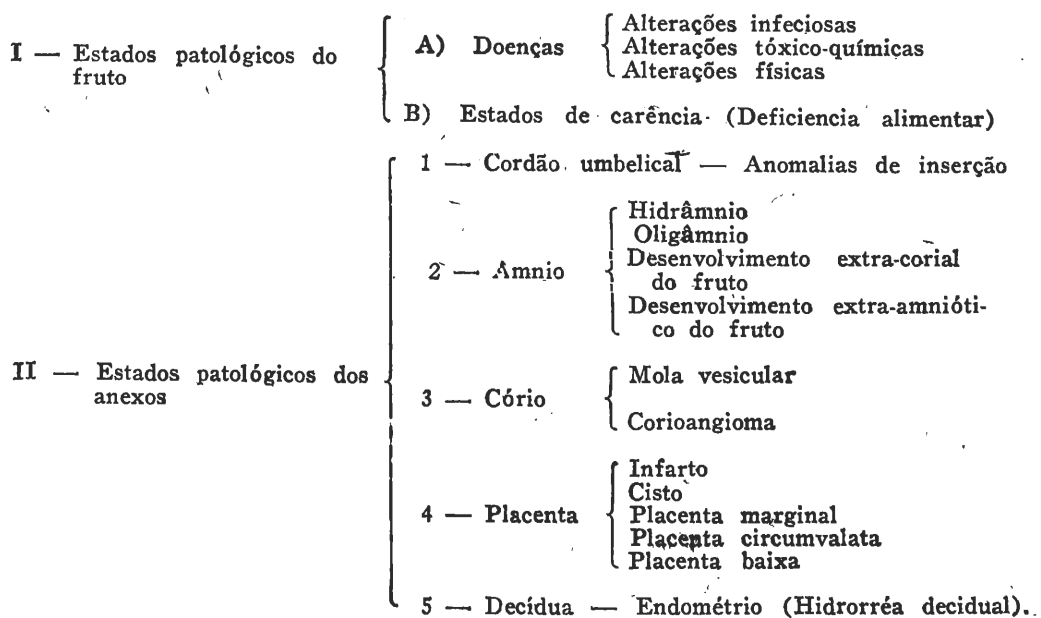 I — Estados patológicos do
fruto
A) Doenças
Alterações infeciosas
Alterações tóxico-químicas
Alterações físicas
B) Estados de carência (Deficiencia alimentar)
II — Estados patológicos dos
anexos
1 — Cordão umbelical — Anomalias de inserção
2 — Amnio
Hidrâmnio
Oligâmnio
Desenvolvimento extra-corial
do fruto
Desenvolvimento extra-amnióti-
co do fruto
3 — Cório
Mola vesicular
Corioangioma
4 — Placenta
Infarto
Cisto
Placenta marginal
Placenta circumvalata
Placenta baixa
5 — Decídua — Endométrio (Hidrorréa decidual).